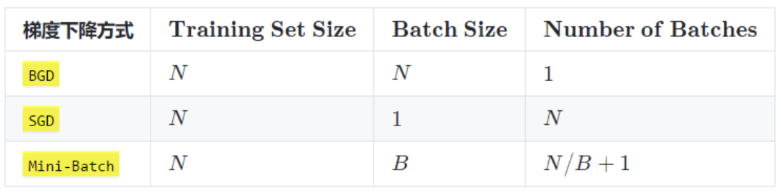 梯度下降方式 Training Set Size Batch Size Number of Batches
BGD N N 1
SGD N 1 N
Mini-Batch N B N/B + 1